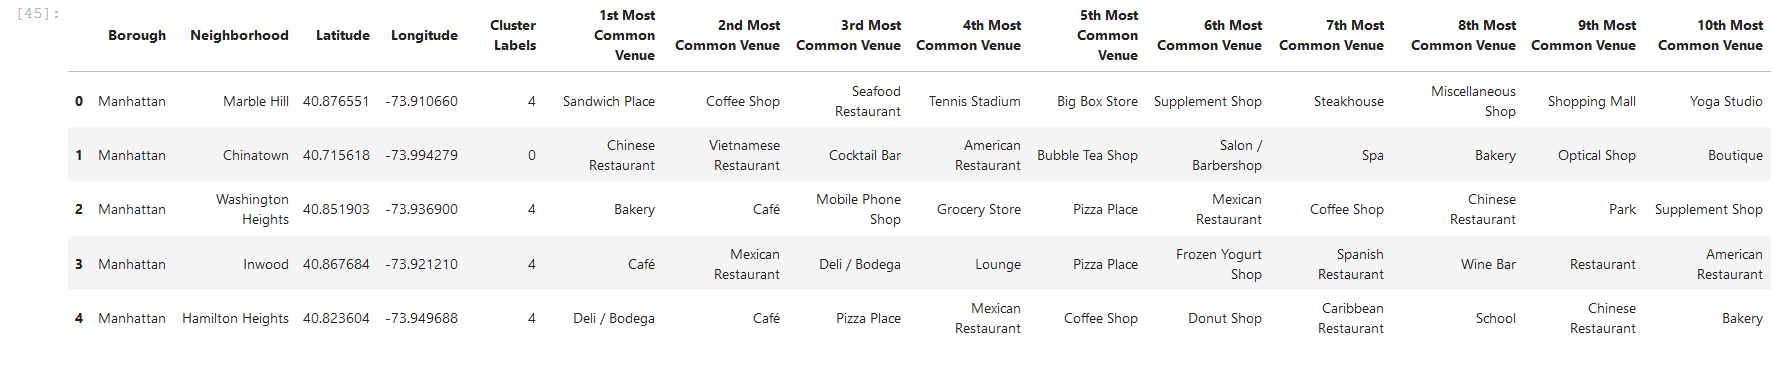 [45]:
Borough Neighborhood Latitude Longitude Cluster Labels 1st Most Common Venue 2nd Most Common Venue 3rd Most Common Venue 4th Most Common Venue 5th Most Common Venue 6th Most Common Venue 7th Most Common Venue 8th Most Common Venue 9th Most Common Venue 10th Most Common Venue
0 Manhattan Marble Hill 40.876551 -73.910660 4 Sandwich Place Coffee Shop Seafood Restaurant Tennis Stadium Big Box Store Supplement Shop Steakhouse Miscellaneous Shop Shopping Mall Yoga Studio
1 Manhattan Chinatown 40.715618 -73.994279 0 Chinese Restaurant Vietnamese Restaurant Cocktail Bar American Restaurant Bubble Tea Shop Salon / Barbershop Spa Bakery Optical Shop Boutique
2 Manhattan Washington Heights 40.851903 -73.936900 4 Bakery Café Mobile Phone Shop Grocery Store Pizza Place Mexican Restaurant Coffee Shop Chinese Restaurant Park Supplement Shop
3 Manhattan Inwood 40.867684 -73.921210 4 Café Mexican Restaurant Deli / Bodega Lounge Pizza Place Frozen Yogurt Shop Spanish Restaurant Wine Bar Restaurant American Restaurant
4 Manhattan Hamilton Heights 40.823604 -73.949688 4 Deli / Bodega Café Pizza Place Mexican Restaurant Coffee Shop Donut Shop Caribbean Restaurant School Chinese Restaurant Bakery